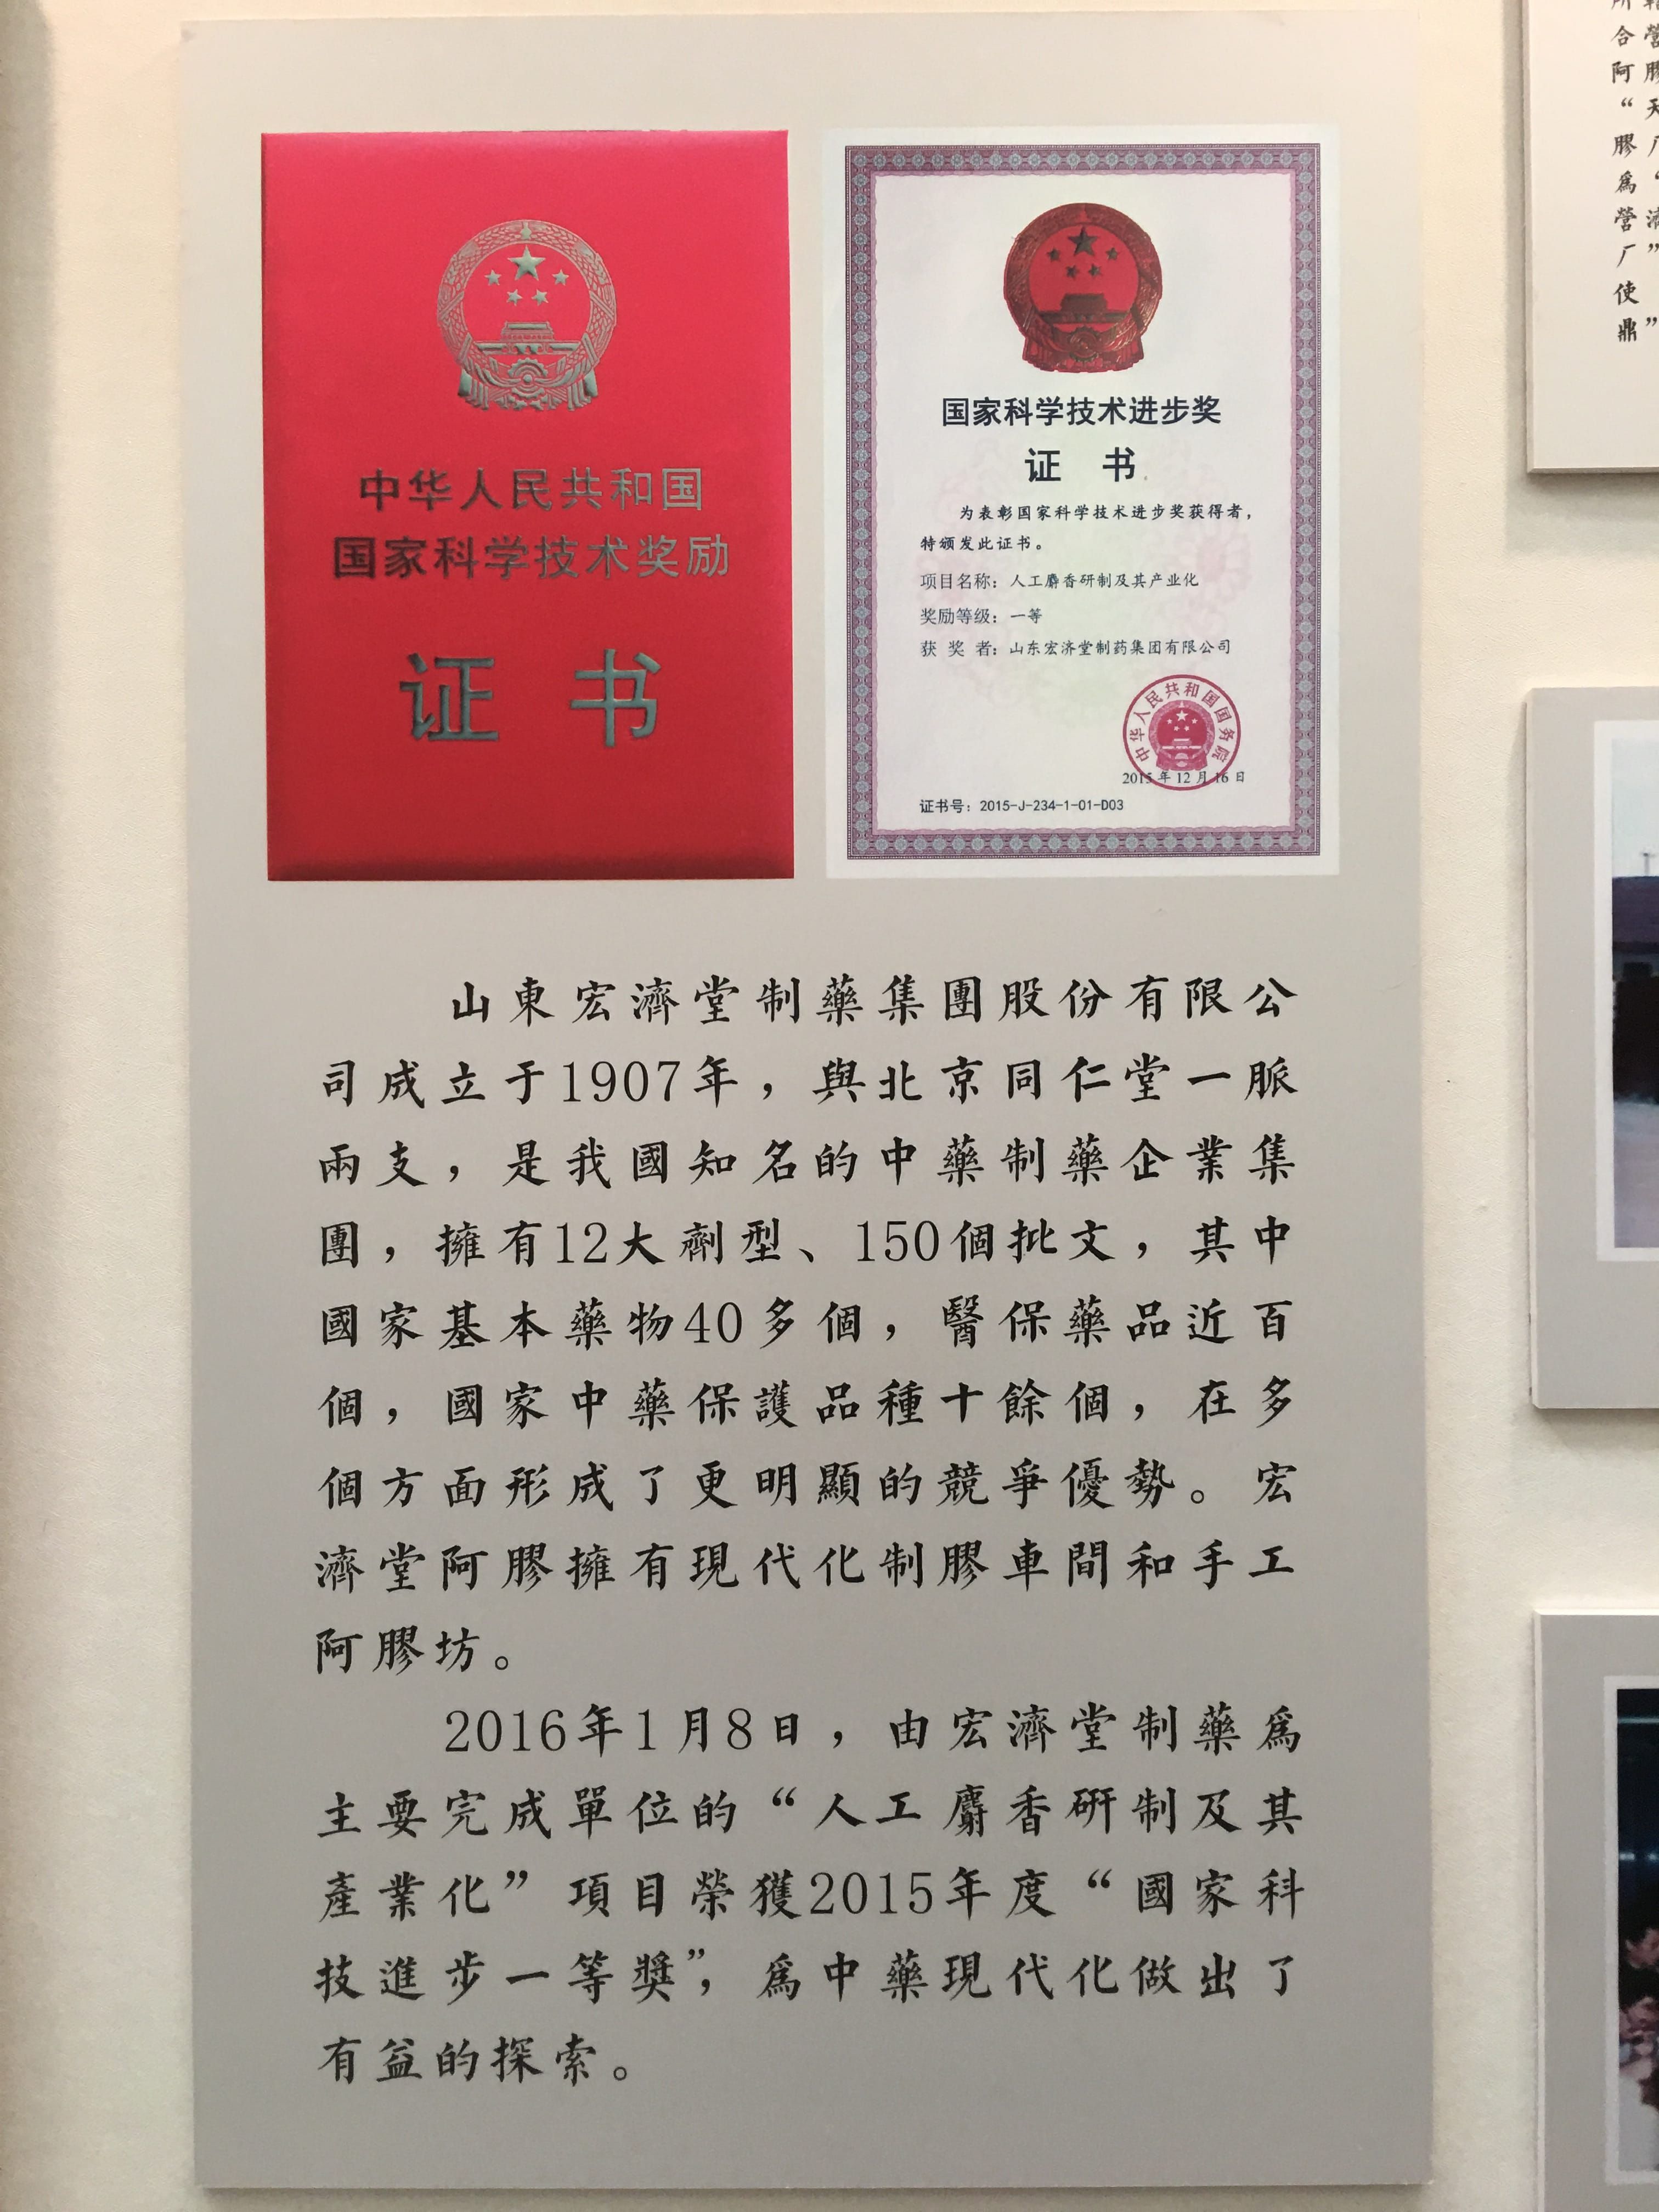 中华人民共和国
国家科学技术奖励
证书
国家科学技术进步奖
证书
为表彰国家科学技术进步奖获得者，
特颁发此证书。
项目名称：人工麝香研制及其产业化
奖励等级：一等
获奖者：山东宏济堂制药集团有限公司
中华人民共和国国务院
2015年12月16日
证书号：2015-J-234-1-01-D03
山東宏濟堂制藥集團股份有限公
司成立于1907年，與北京同仁堂一脈
兩支，是我國知名的中藥制藥企業集
團，擁有12大劑型、150個批文，其中
國家基本藥物40多個，醫保藥品近百
個，國家中藥保護品種十餘個，在多
個方面形成了更明顯的競爭優勢。宏
濟堂阿膠擁有現代化制膠車間和手工
阿膠坊。
2016年1月8日，由宏濟堂制藥爲
主要完成單位的“人工麝香研制及其
產業化”項目榮獲2015年度“國家科
技進步一等獎”，爲中藥現代化做出了
有益的探索。
合營
阿膠
“天
膠
爲
營
厂”
使
鼎”